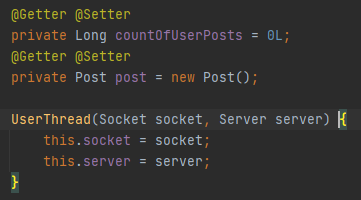 @Getter @Setter
private Long countOfUserPosts = 0L;
@Getter @Setter
private Post post = new Post();
UserThread(Socket socket, Server server) {
this.socket = socket;
this.server = server;
}